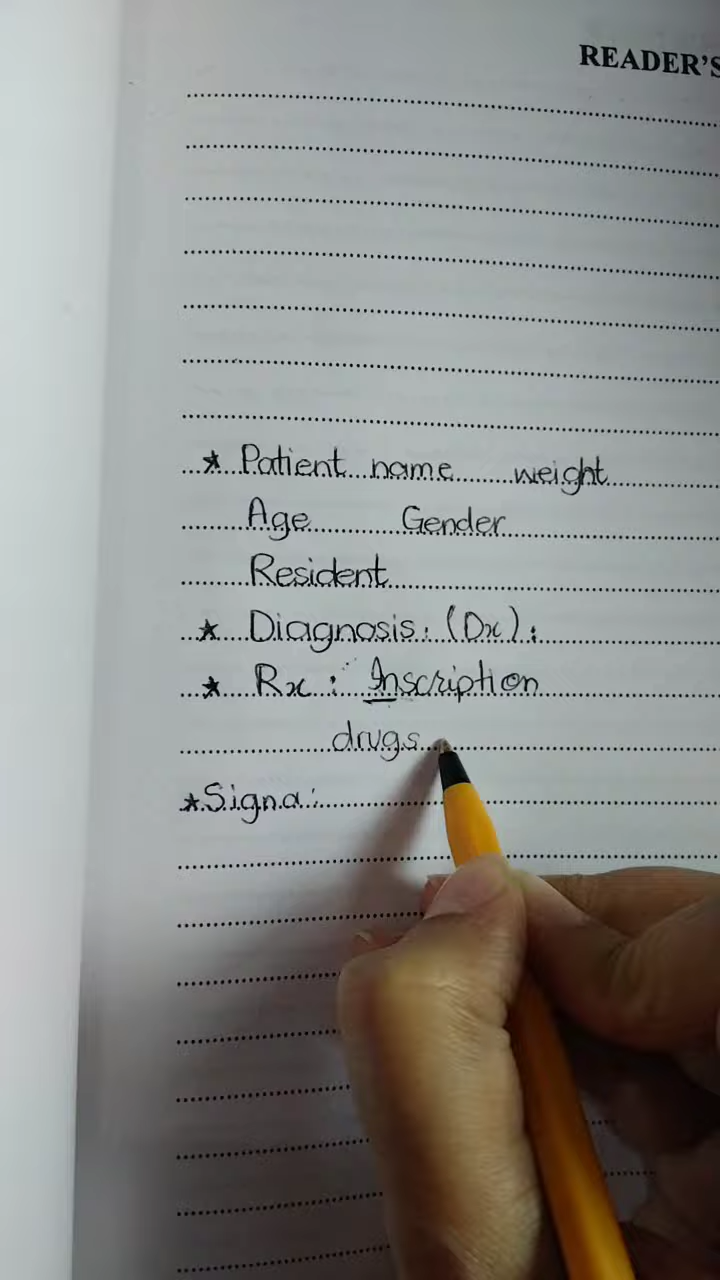 READER'S
★ Patient name weight
Age Gender
Resident
★ Diagnosis: (Dx):
★ Rx: Inscription
drugs
★ Signa: